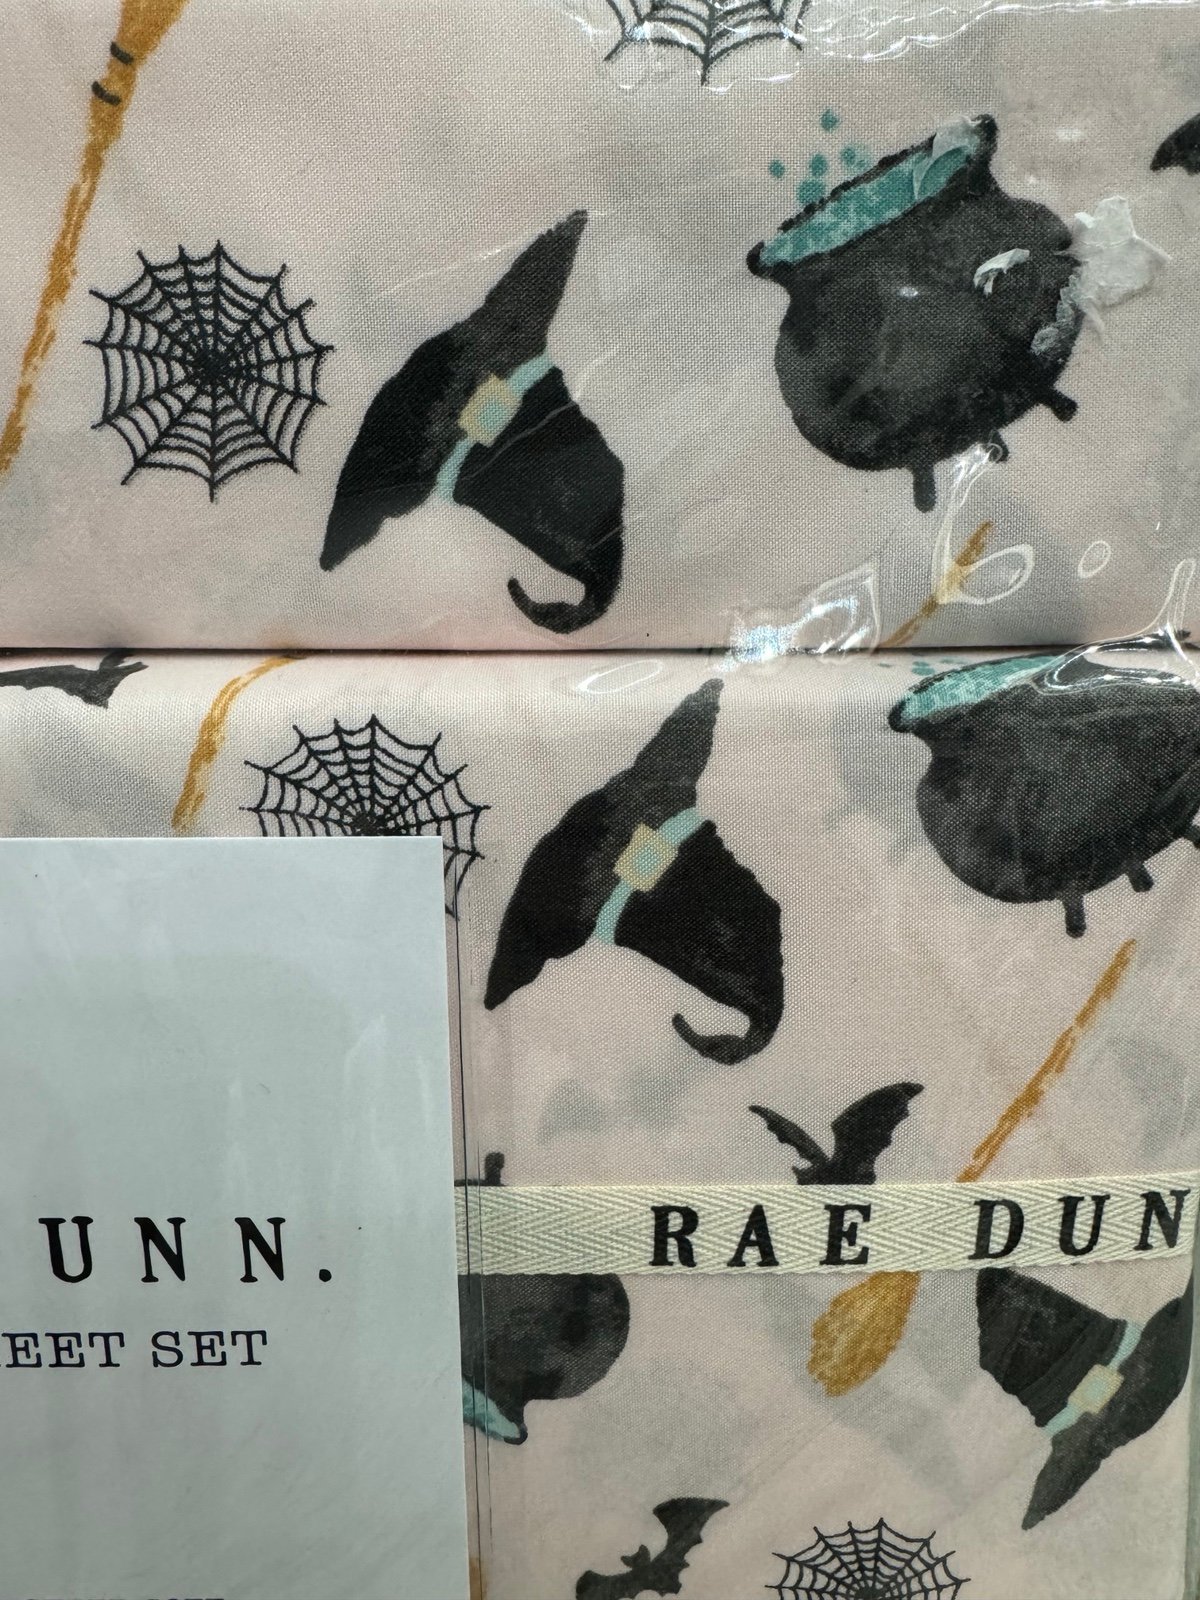 UNN.
EET SET
RAE DUN